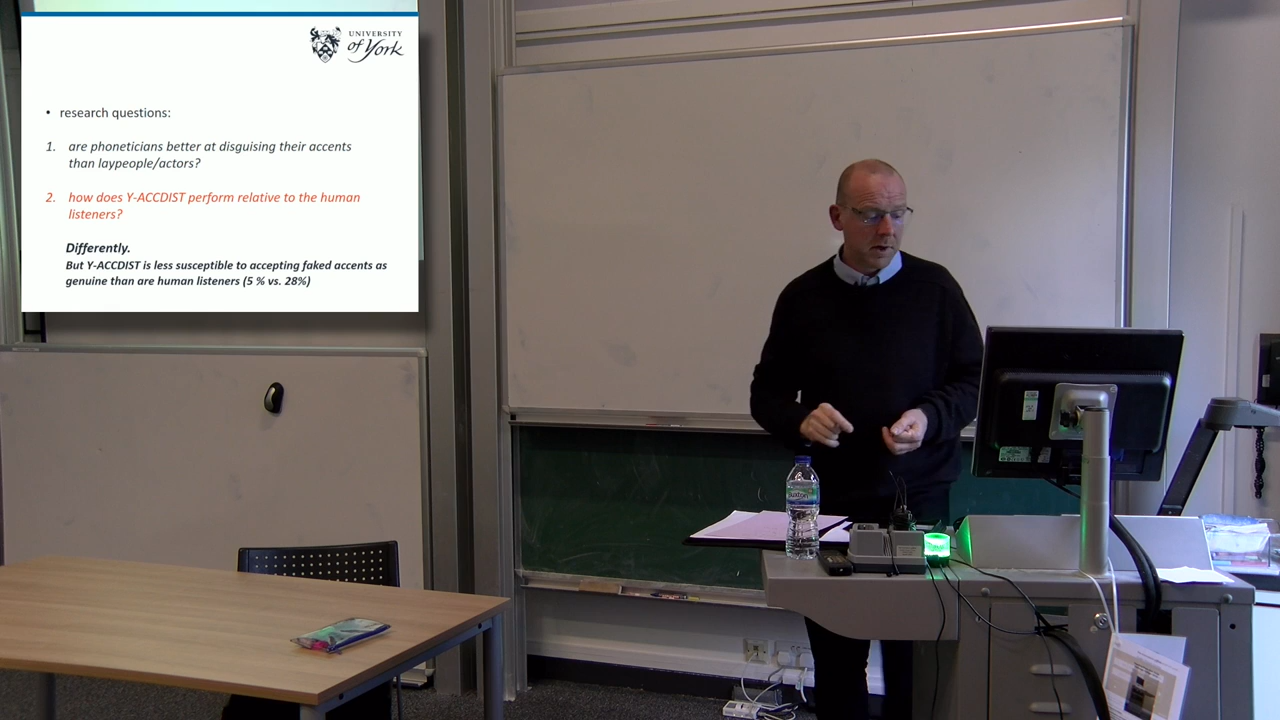 UNIVERSITY
of York
• research questions:
1. are phoneticians better at disguising their accents
than laypeople/actors?
2. how does Y-ACCDIST perform relative to the human
listeners?
Differently.
But Y-ACCDIST is less susceptible to accepting faked accents as
genuine than are human listeners (5 % vs. 28%)
Buxton